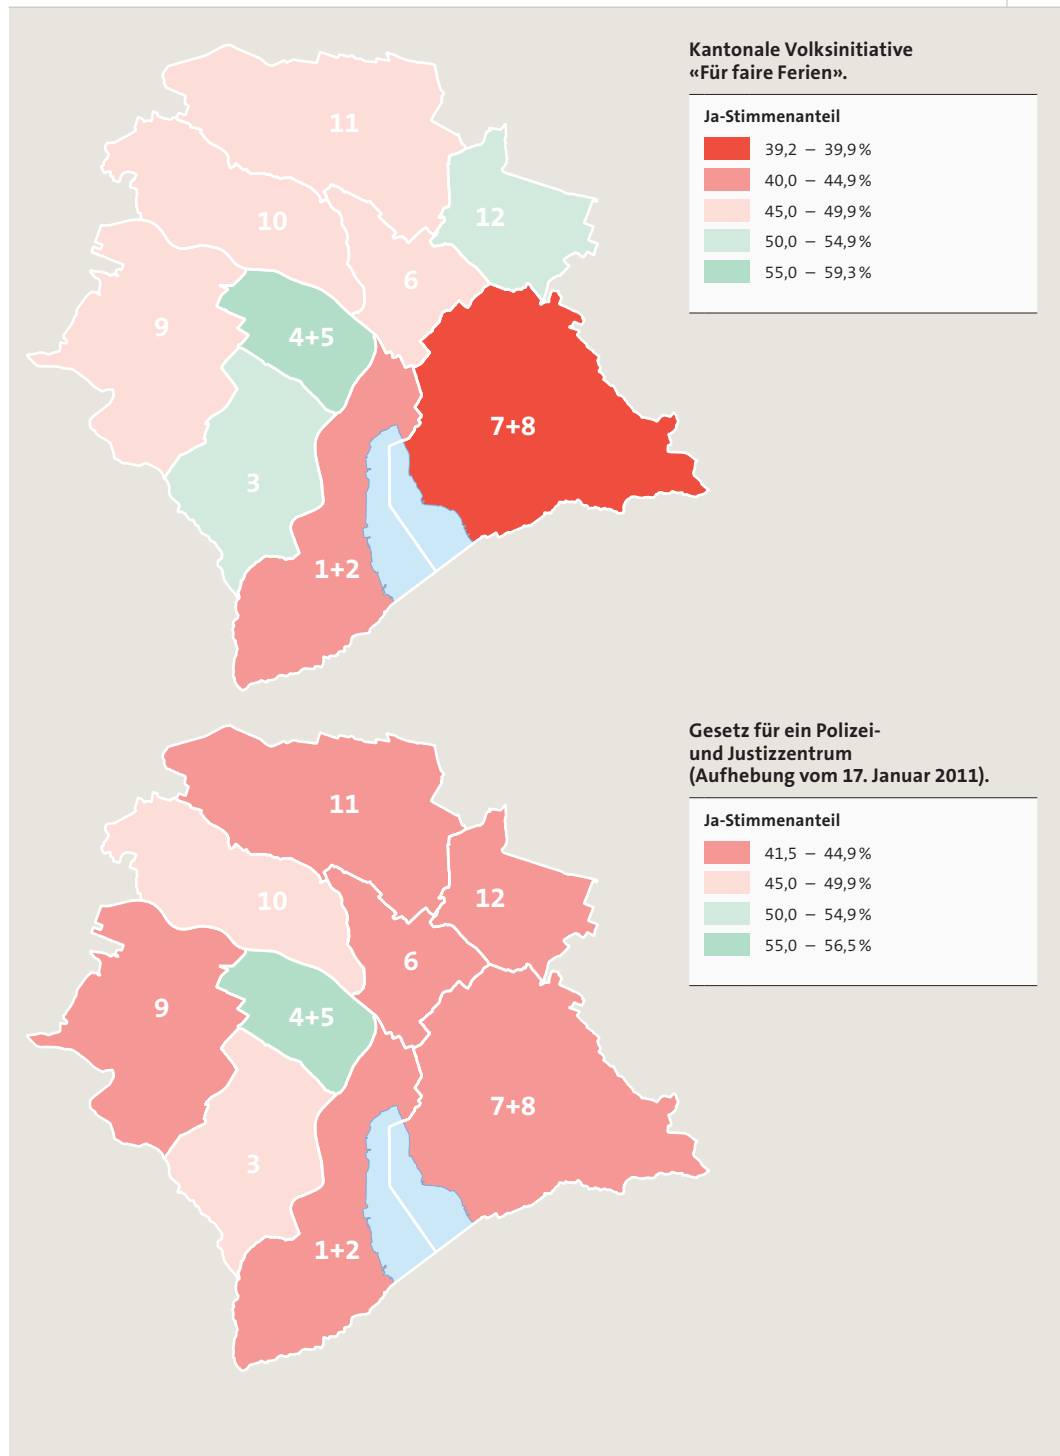 Kantonale Volksinitiative
«Für faire Ferien».
Ja-Stimmenanteil
39,2 – 39,9 %
40,0 – 44,9 %
45,0 – 49,9 %
50,0 – 54,9 %
55,0 – 59,3 %
11
12
10
6
9
4+5
7+8
3
1+2
Gesetz für ein Polizei-
und Justizzentrum
(Aufhebung vom 17. Januar 2011).
Ja-Stimmenanteil
41,5 – 44,9 %
45,0 – 49,9 %
50,0 – 54,9 %
55,0 – 56,5 %
11
12
10
6
9
4+5
7+8
3
1+2